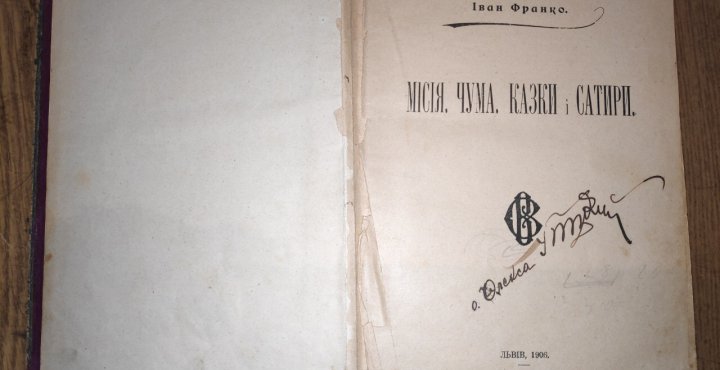 Іван Франко.
МІСІЯ, ЧУМА, КАЗКИ і САТИРИ.
о. Олекса
ЛЬВІВ, 1906.